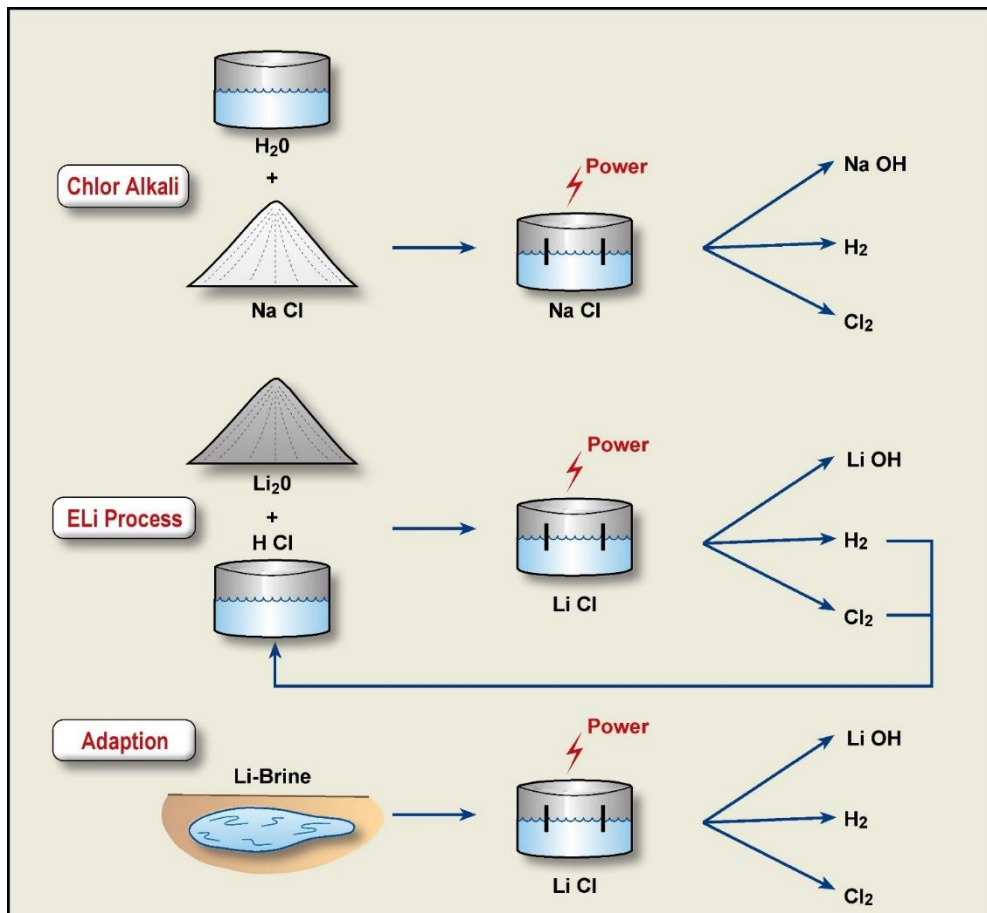 H₂0
Chlor Alkali
+
Na Cl
Power
Na Cl
Na OH
H₂
Cl₂
Li₂0
ELi Process
+
H Cl
Power
Li Cl
Li OH
H₂
Cl₂
Adaption
Li-Brine
Power
Li Cl
Li OH
H₂
Cl₂